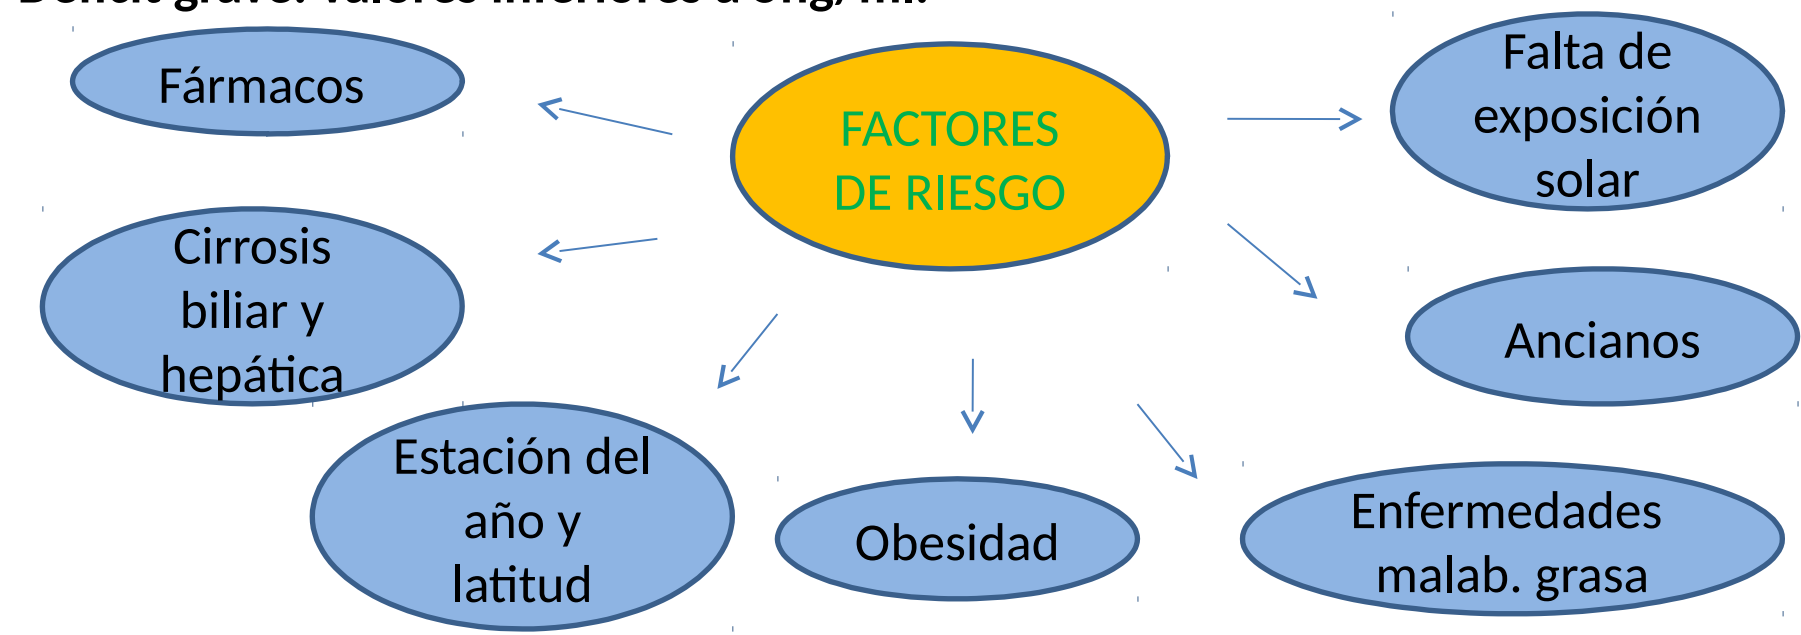 Fármacos
FACTORES
DE RIESGO
Falta de
exposición
solar
Cirrosis
biliar y
hepática
Ancianos
Estación del
año y
latitud
Obesidad
Enfermedades
malab. grasa